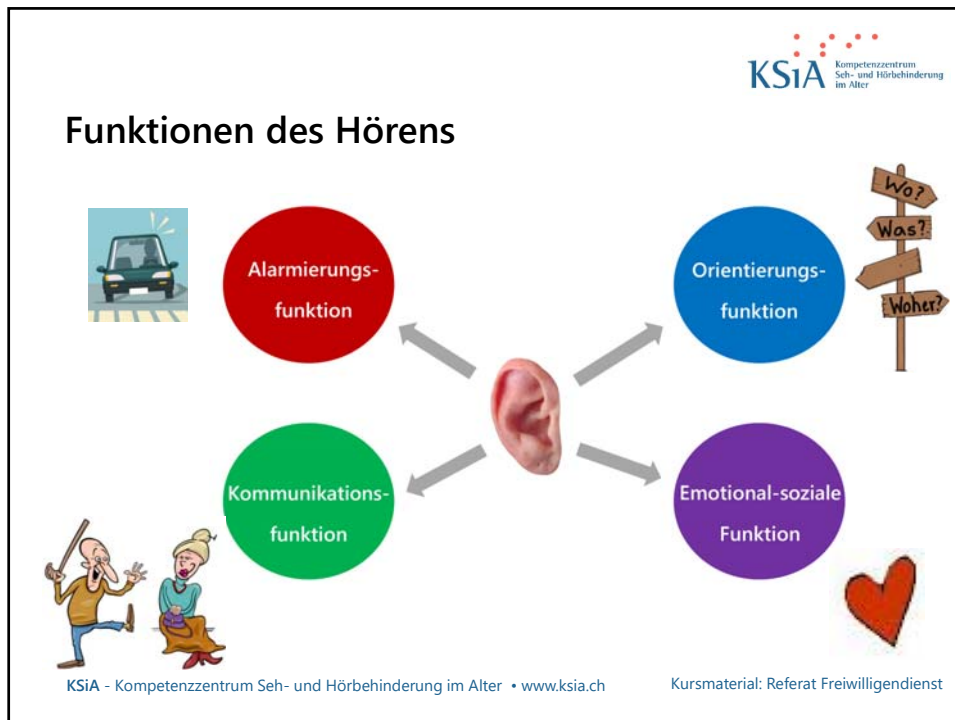 KSiA Kompetenzzentrum
Seh- und Hörbehinderung
im Alter
Funktionen des Hörens
Alarmierungs-
funktion
Orientierungs-
funktion
Wo?
Was?
Woher?
Kommunikations-
funktion
Emotional-soziale
Funktion
KSiA - Kompetenzzentrum Seh- und Hörbehinderung im Alter • www.ksia.ch
Kursmaterial: Referat Freiwilligendienst